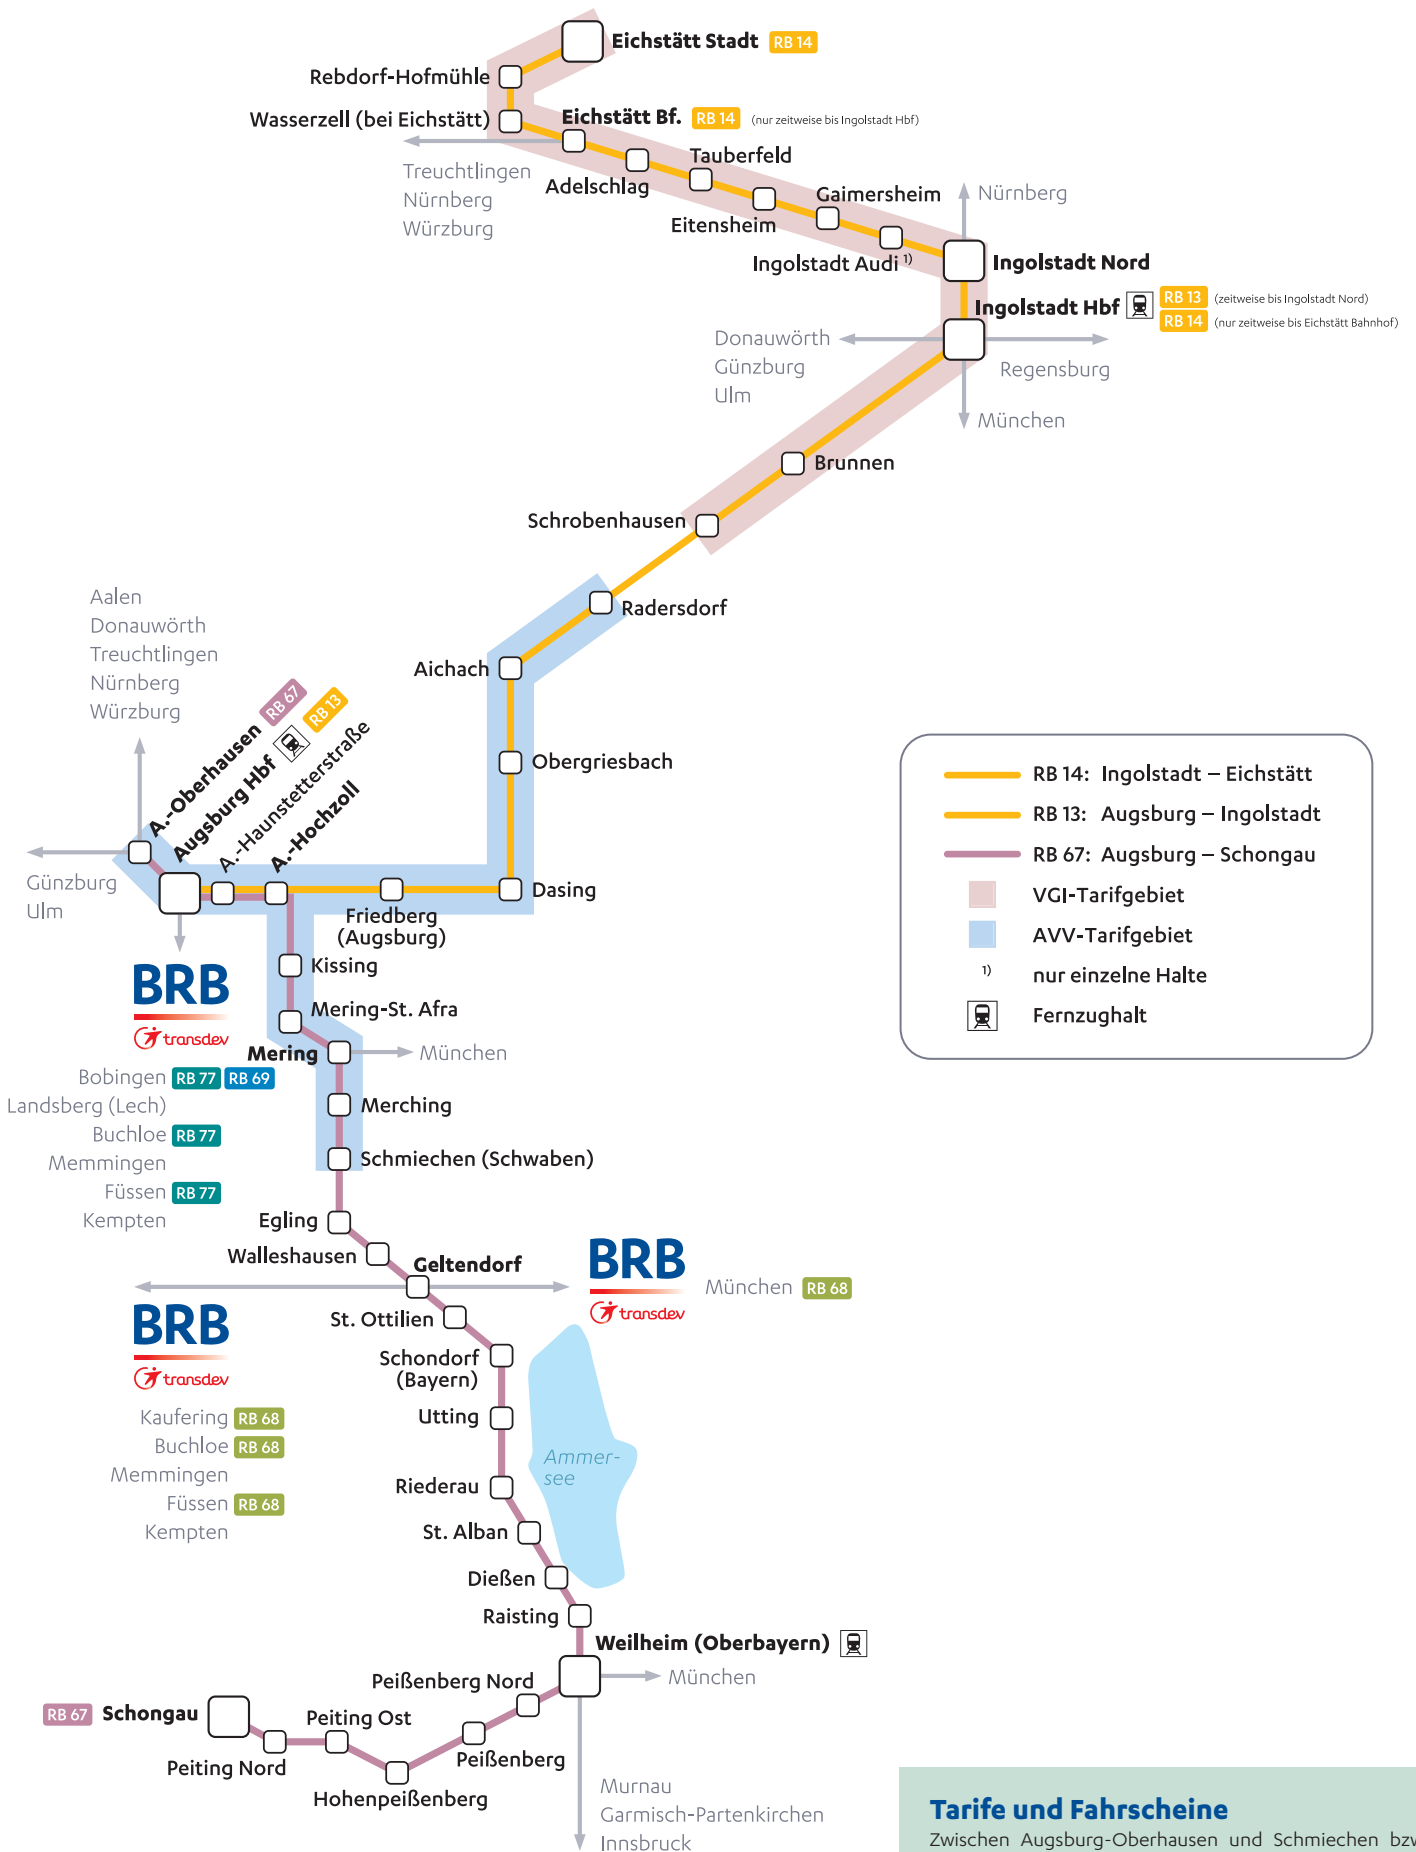 Eichstätt Stadt RB 14
Rebdorf-Hofmühle
Wasserzell (bei Eichstätt)
Eichstätt Bf. RB 14 (nur zeitweise bis Ingolstadt Hbf)
Treuchtlingen
Nürnberg
Würzburg
Adelschlag
Tauberfeld
Eitensheim
Gaimersheim
Ingolstadt Audi 1)
Nürnberg
Ingolstadt Nord
Ingolstadt Hbf
RB 13 (zeitweise bis Ingolstadt Nord)
RB 14 (nur zeitweise bis Eichstätt Bahnhof)
Donauwörth
Günzburg
Ulm
Regensburg
München
Brunnen
Schrobenhausen
Radersdorf
Aichach
Obergriesbach
Dasing
Friedberg
(Augsburg)
Aalen
Donauwörth
Treuchtlingen
Nürnberg
Würzburg
A.-Oberhausen RB 67
Augsburg Hbf RB 13
A.-Haunstetterstraße
A.-Hochzoll
Günzburg
Ulm
RB 14: Ingolstadt – Eichstätt
RB 13: Augsburg – Ingolstadt
RB 67: Augsburg – Schongau
VGI-Tarifgebiet
AVV-Tarifgebiet
1) nur einzelne Halte
Fernzughalt
BRB
transdev
Bobingen RB 77 RB 69
Landsberg (Lech)
Buchloe RB 77
Memmingen
Füssen RB 77
Kempten
Kissing
Mering-St. Afra
Mering
München
Merching
Schmiechen (Schwaben)
Egling
Walleshausen
Geltendorf
BRB
transdev
München RB 68
BRB
transdev
Kaufering RB 68
Buchloe RB 68
Memmingen
Füssen RB 68
Kempten
St. Ottilien
Schondorf
(Bayern)
Utting
Ammer-
see
Riederau
St. Alban
Dießen
Raisting
Weilheim (Oberbayern)
München
Peißenberg Nord
Peißenberg
Hohenpeißenberg
Peiting Ost
Peiting Nord
RB 67 Schongau
Murnau
Garmisch-Partenkirchen
Innsbruck
Tarife und Fahrscheine
Zwischen Augsburg-Oberhausen und Schmiechen bzw